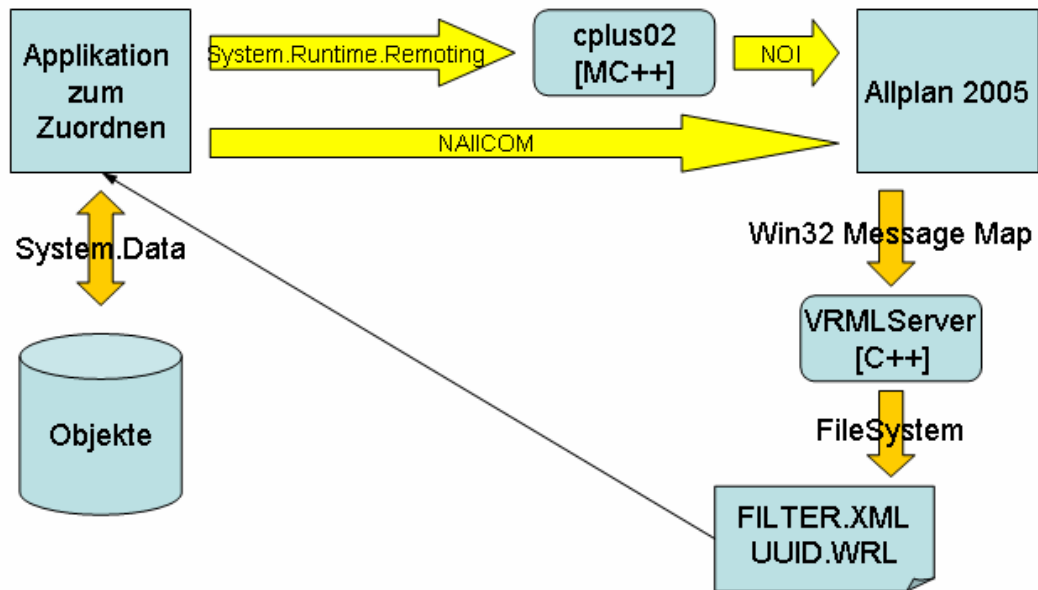 Applikation
zum
Zuordnen
System.Runtime.Remoting
cplus02
[MC++]
NOI
Allplan 2005
NAllCOM
System.Data
Win32 Message Map
VRMLServer
[C++]
FileSystem
Objekte
FILTER.XML
UUID.WRL